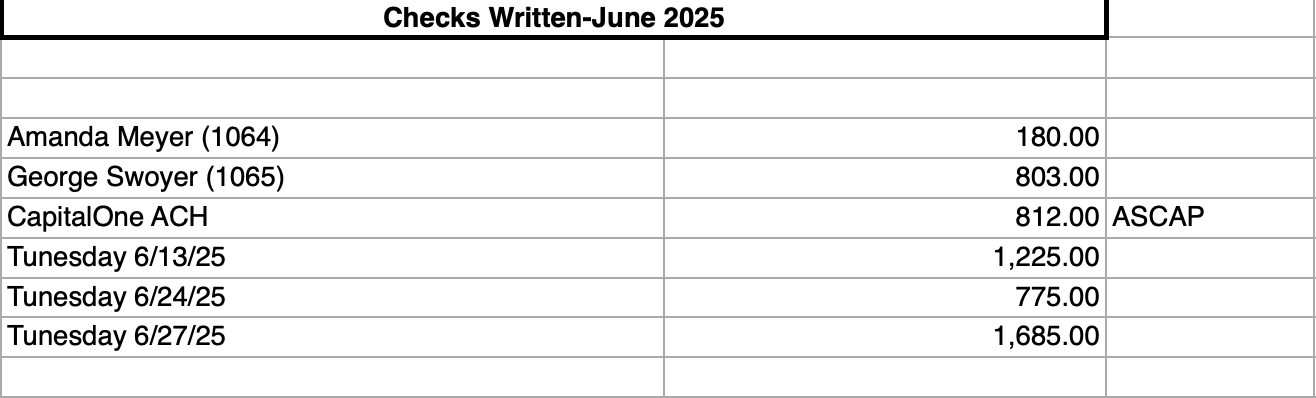 Checks Written-June 2025
Amanda Meyer (1064) 180.00
George Swoyer (1065) 803.00
CapitalOne ACH 812.00 ASCAP
Tunesday 6/13/25 1,225.00
Tunesday 6/24/25 775.00
Tunesday 6/27/25 1,685.00